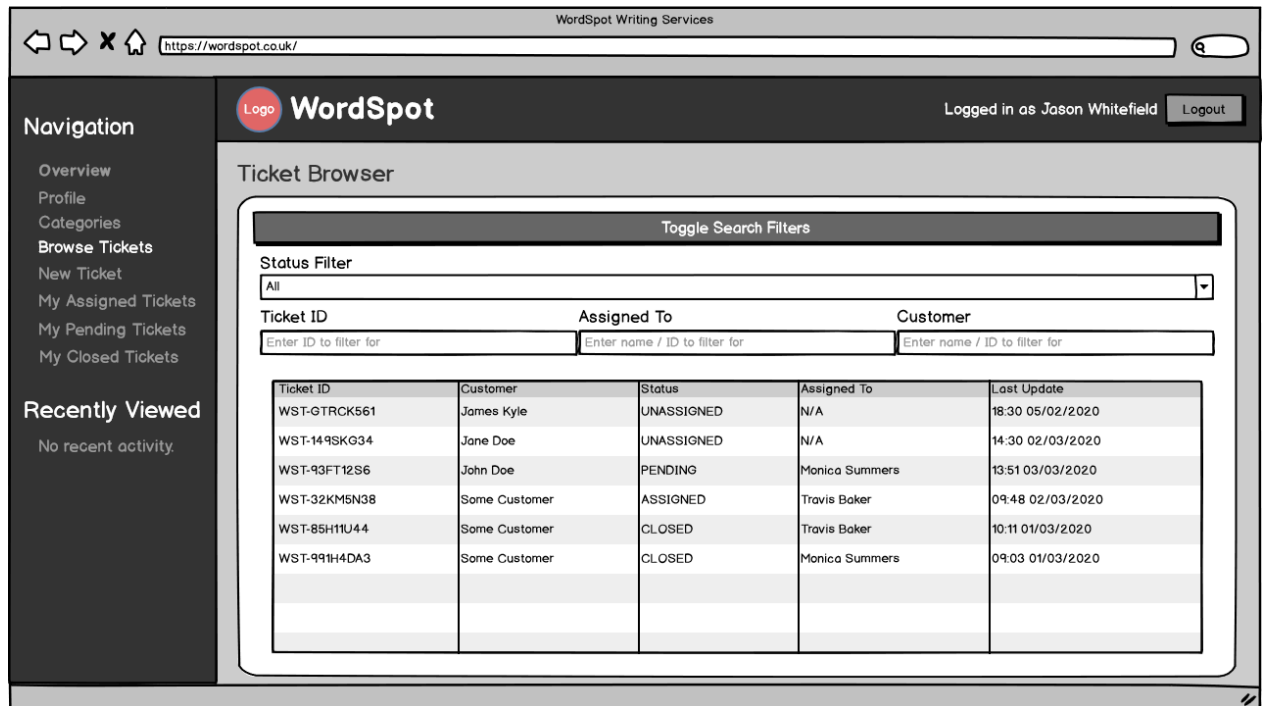 WordSpot Writing Services
https://wordspot.co.uk/
Navigation
Overview
Profile
Categories
Browse Tickets
New Ticket
My Assigned Tickets
My Pending Tickets
My Closed Tickets
Recently Viewed
No recent activity.
Logo WordSpot
Logged in as Jason Whitefield Logout
Ticket Browser
Toggle Search Filters
Status Filter
All
Ticket ID Assigned To Customer
Enter ID to filter for Enter name / ID to filter for Enter name / ID to filter for
Ticket ID Customer Status Assigned To Last Update
WST-GTRCK561 James Kyle UNASSIGNED N/A 18:30 05/02/2020
WST-149SKG34 Jane Doe UNASSIGNED N/A 14:30 02/03/2020
WST-93FT12S6 John Doe PENDING Monica Summers 13:51 03/03/2020
WST-32KM5N38 Some Customer ASSIGNED Travis Baker 09:48 02/03/2020
WST-85H11U44 Some Customer CLOSED Travis Baker 10:11 01/03/2020
WST-991H4DA3 Some Customer CLOSED Monica Summers 09:03 01/03/2020